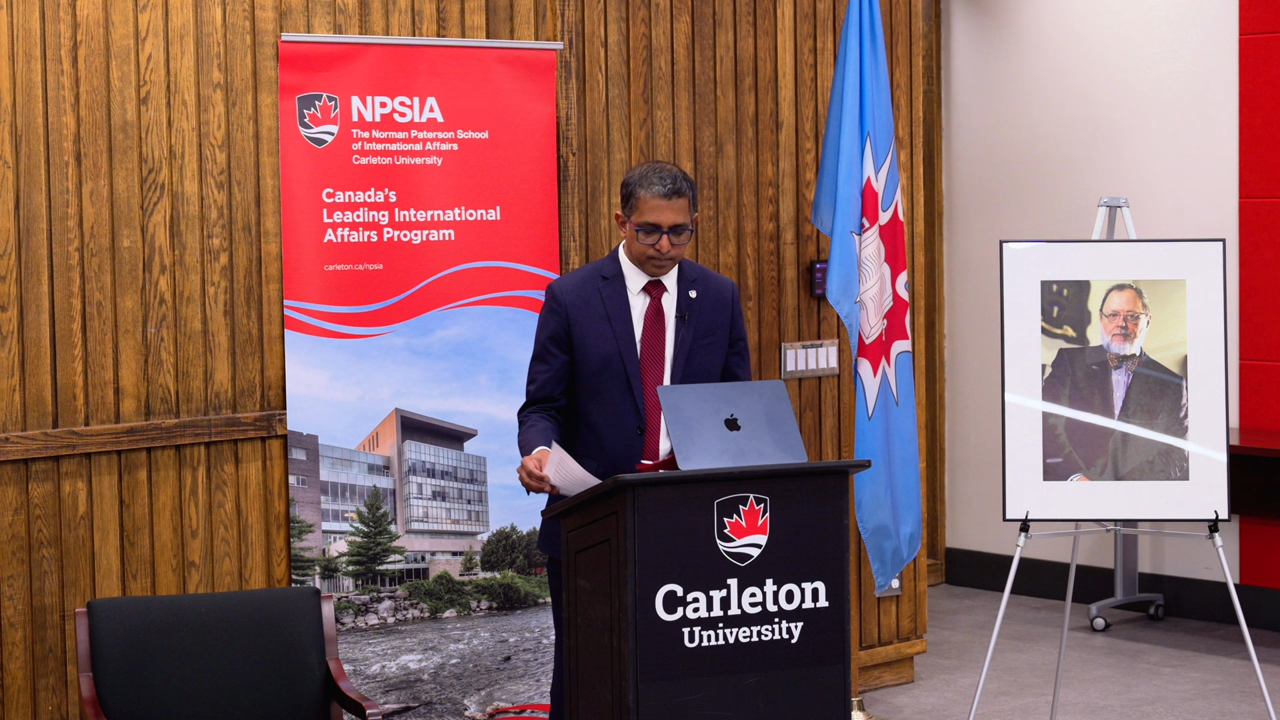 NPSIA
The Norman Paterson School
of International Affairs
Carleton University
Canada's
Leading International
Affairs Program
carleton.ca/npsia
Carleton
University